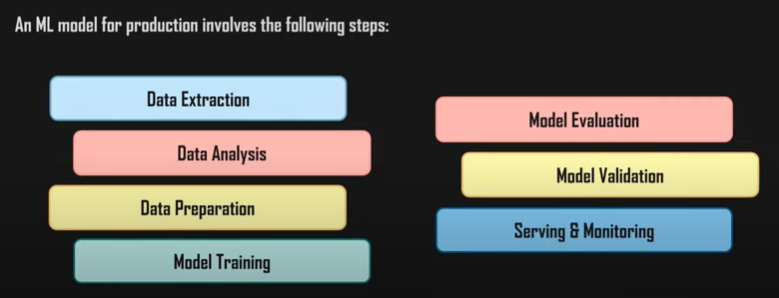 An ML model for production involves the following steps:
Data Extraction
Data Analysis
Data Preparation
Model Training
Model Evaluation
Model Validation
Serving & Monitoring